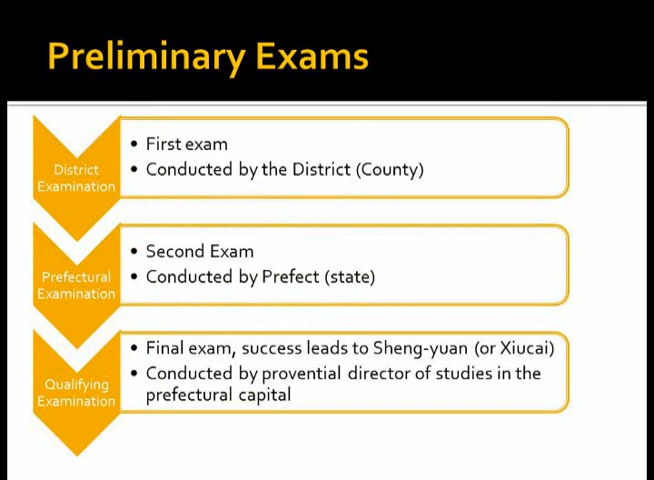 Preliminary Exams
District
Examination
• First exam
• Conducted by the District (County)
Prefectural
Examination
• Second Exam
• Conducted by Prefect (state)
Qualifying
Examination
• Final exam, success leads to Sheng-yuan (or Xiucai)
• Conducted by provential director of studies in the
prefectural capital